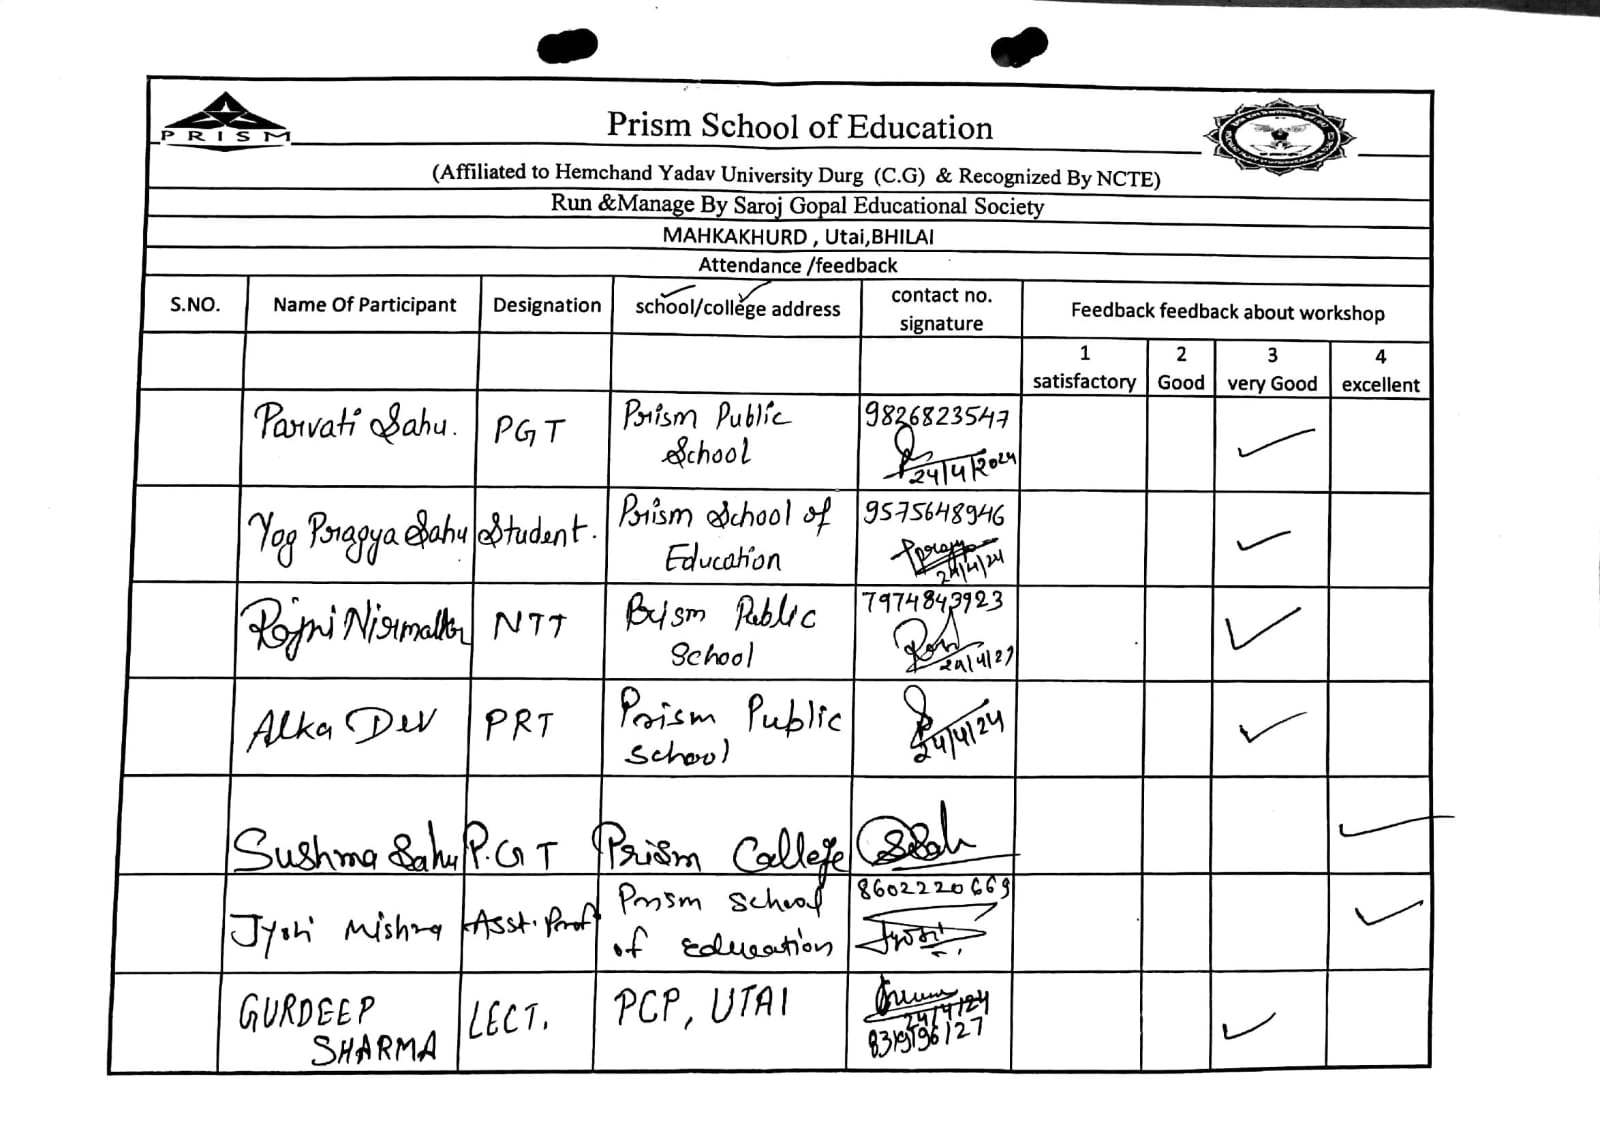 PRISM
Prism School of Education
(Affiliated to Hemchand Yadav University Durg (C.G) & Recognized By NCTE)
Run &Manage By Saroj Gopal Educational Society
MAHKAKHURD , Utai,BHILAI
Attendance /feedback
S.NO. Name Of Participant Designation school/college address contact no. signature Feedback feedback about workshop
1 satisfactory 2 Good 3 very Good 4 excellent
Parvati Sahu. PGT Prism Public School 9826823547 24/4/2024
Yog Pragya Sahu Student. Prism School of Education 9575648946 24/4/24
Rajni Nirmalkar NTT Prism Public School 7974843923
Alka Dev PRT Prism Public School 24/4/24
Sushma Sahu P.G T Prism College
Jyoti Mishra Asst. Prof Prism School of Education 8602220669 Jyoti
GURDEEP SHARMA LECT. PCP, UTAI 24/4/24